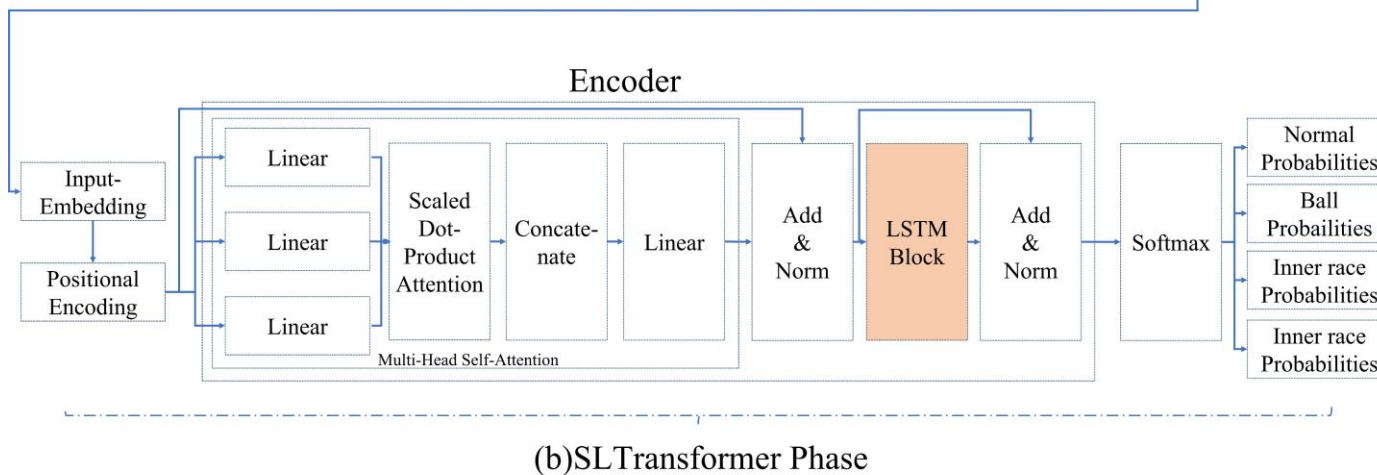 Encoder
Input-
Embedding
Positional
Encoding
Linear
Linear
Linear
Scaled
Dot-
Product
Attention
Concate-
nate
Linear
Multi-Head Self-Attention
Add
&
Norm
LSTM
Block
Add
&
Norm
Softmax
Normal
Probabilities
Ball
Probailities
Inner race
Probabilities
Inner race
Probabilities
(b)SLTransformer Phase